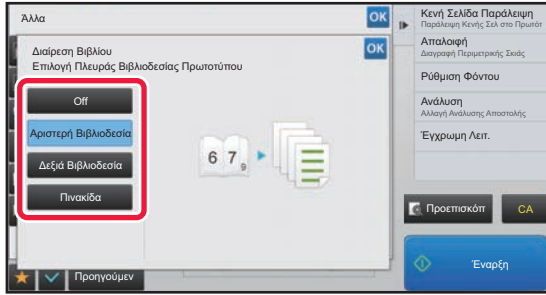 Άλλα
OK
Διαίρεση Βιβλίου
Επιλογή Πλευράς Βιβλιοδεσίας Πρωτοτύπου
OK
Off
Αριστερή Βιβλιοδεσία
Δεξιά Βιβλιοδεσία
Πινακίδα
6 7 8
Προηγούμεν
Κενή Σελίδα Παράλειψη
Παράλειψη Κενής Σελ στο Πρωτότ
Απαλοιφή
Διαγραφή Περιμετρικής Σκιάς
Ρύθμιση Φόντου
Ανάλυση
Αλλαγή Ανάλυσης Αποστολής
Έγχρωμη Λειτ.
Προεπισκόπ
CA
Έναρξη